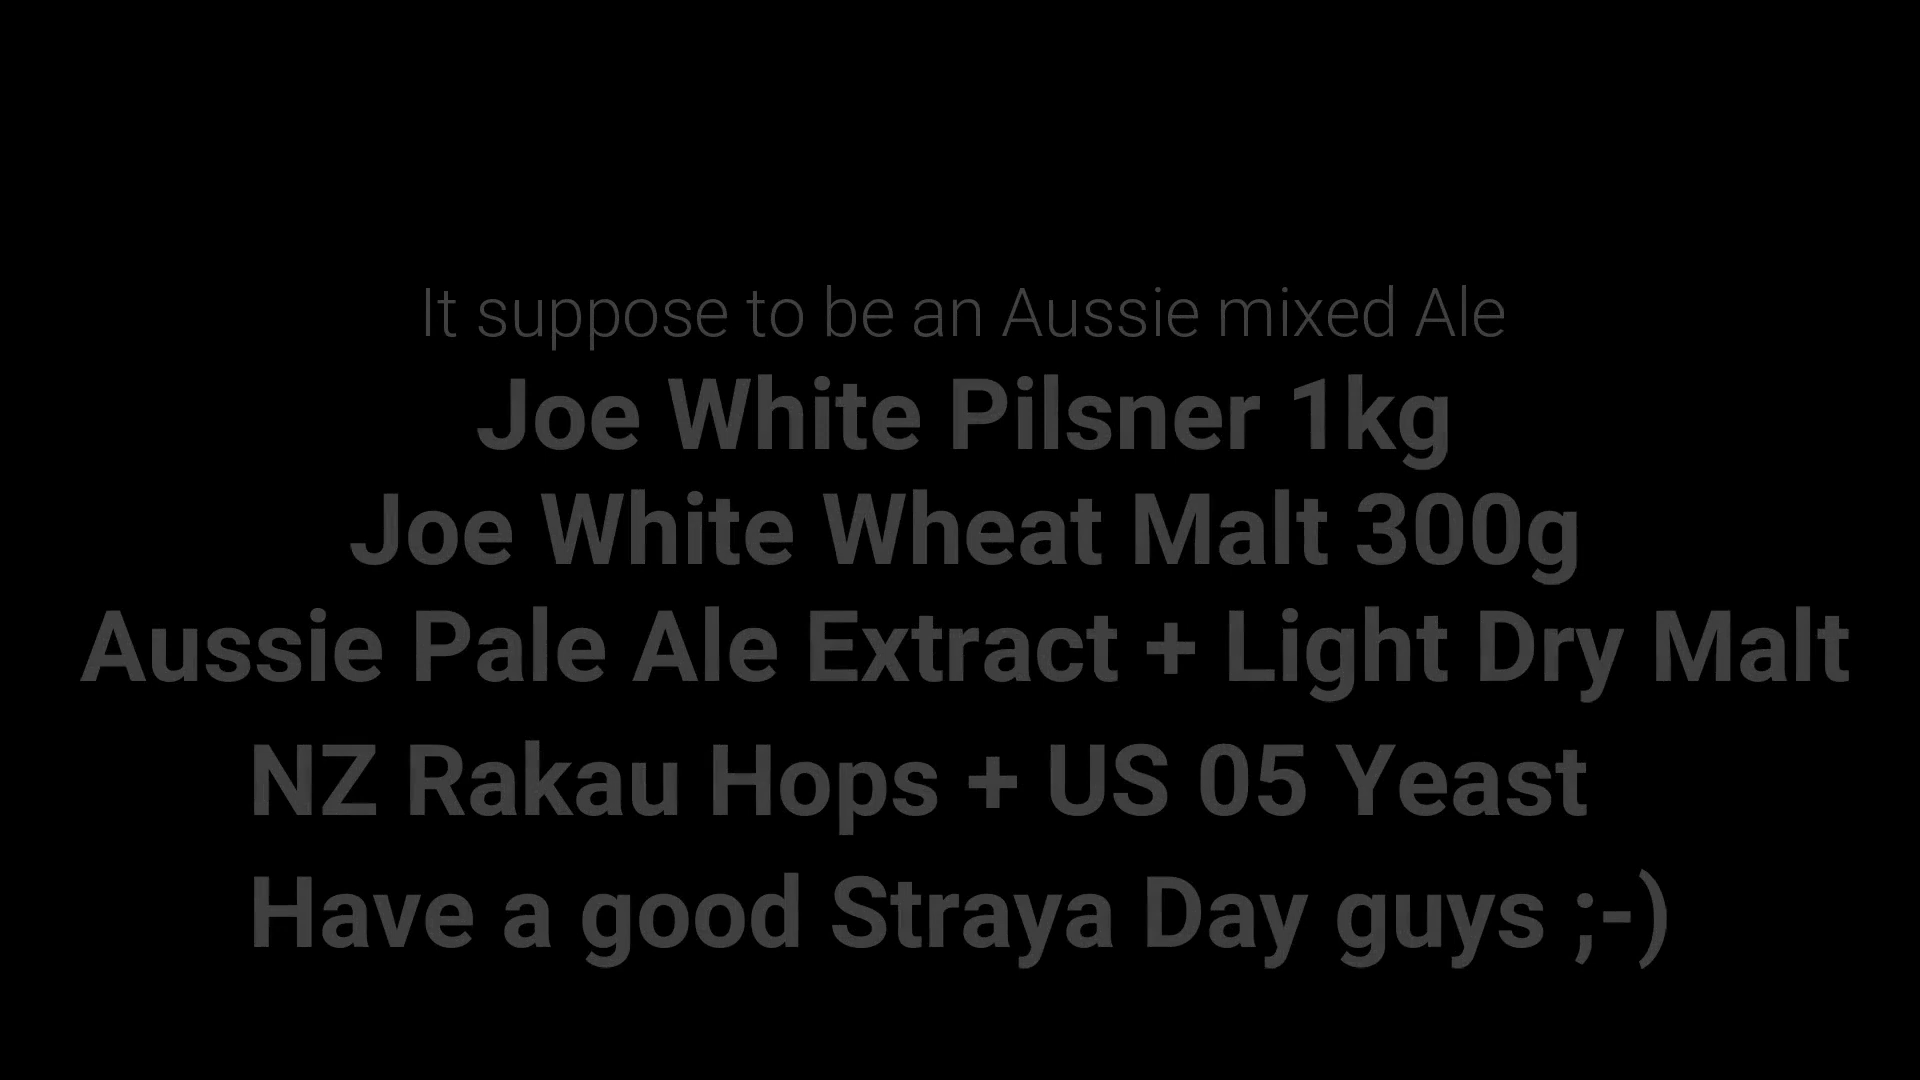 It suppose to be an Aussie mixed Ale
Joe White Pilsner 1kg
Joe White Wheat Malt 300g
Aussie Pale Ale Extract + Light Dry Malt
NZ Rakau Hops + US 05 Yeast
Have a good Straya Day guys ;-)